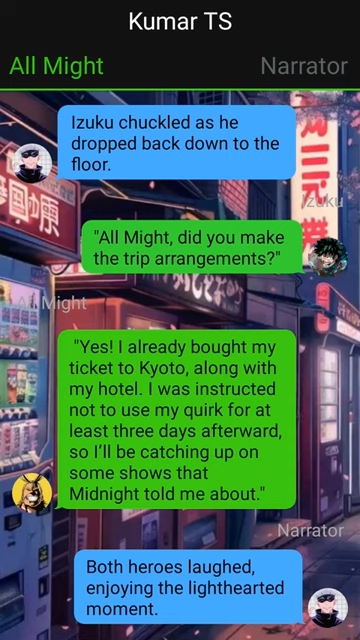 Kumar TS
All Might
Narrator
Izuku chuckled as he
dropped back down to the
floor.
Izuku
"All Might, did you make
the trip arrangements?"
All Might
"Yes! I already bought my
ticket to Kyoto, along with
my hotel. I was instructed
not to use my quirk for at
least three days afterward,
so I'll be catching up on
some shows that
Midnight told me about."
Narrator
Both heroes laughed,
enjoying the lighthearted
moment.